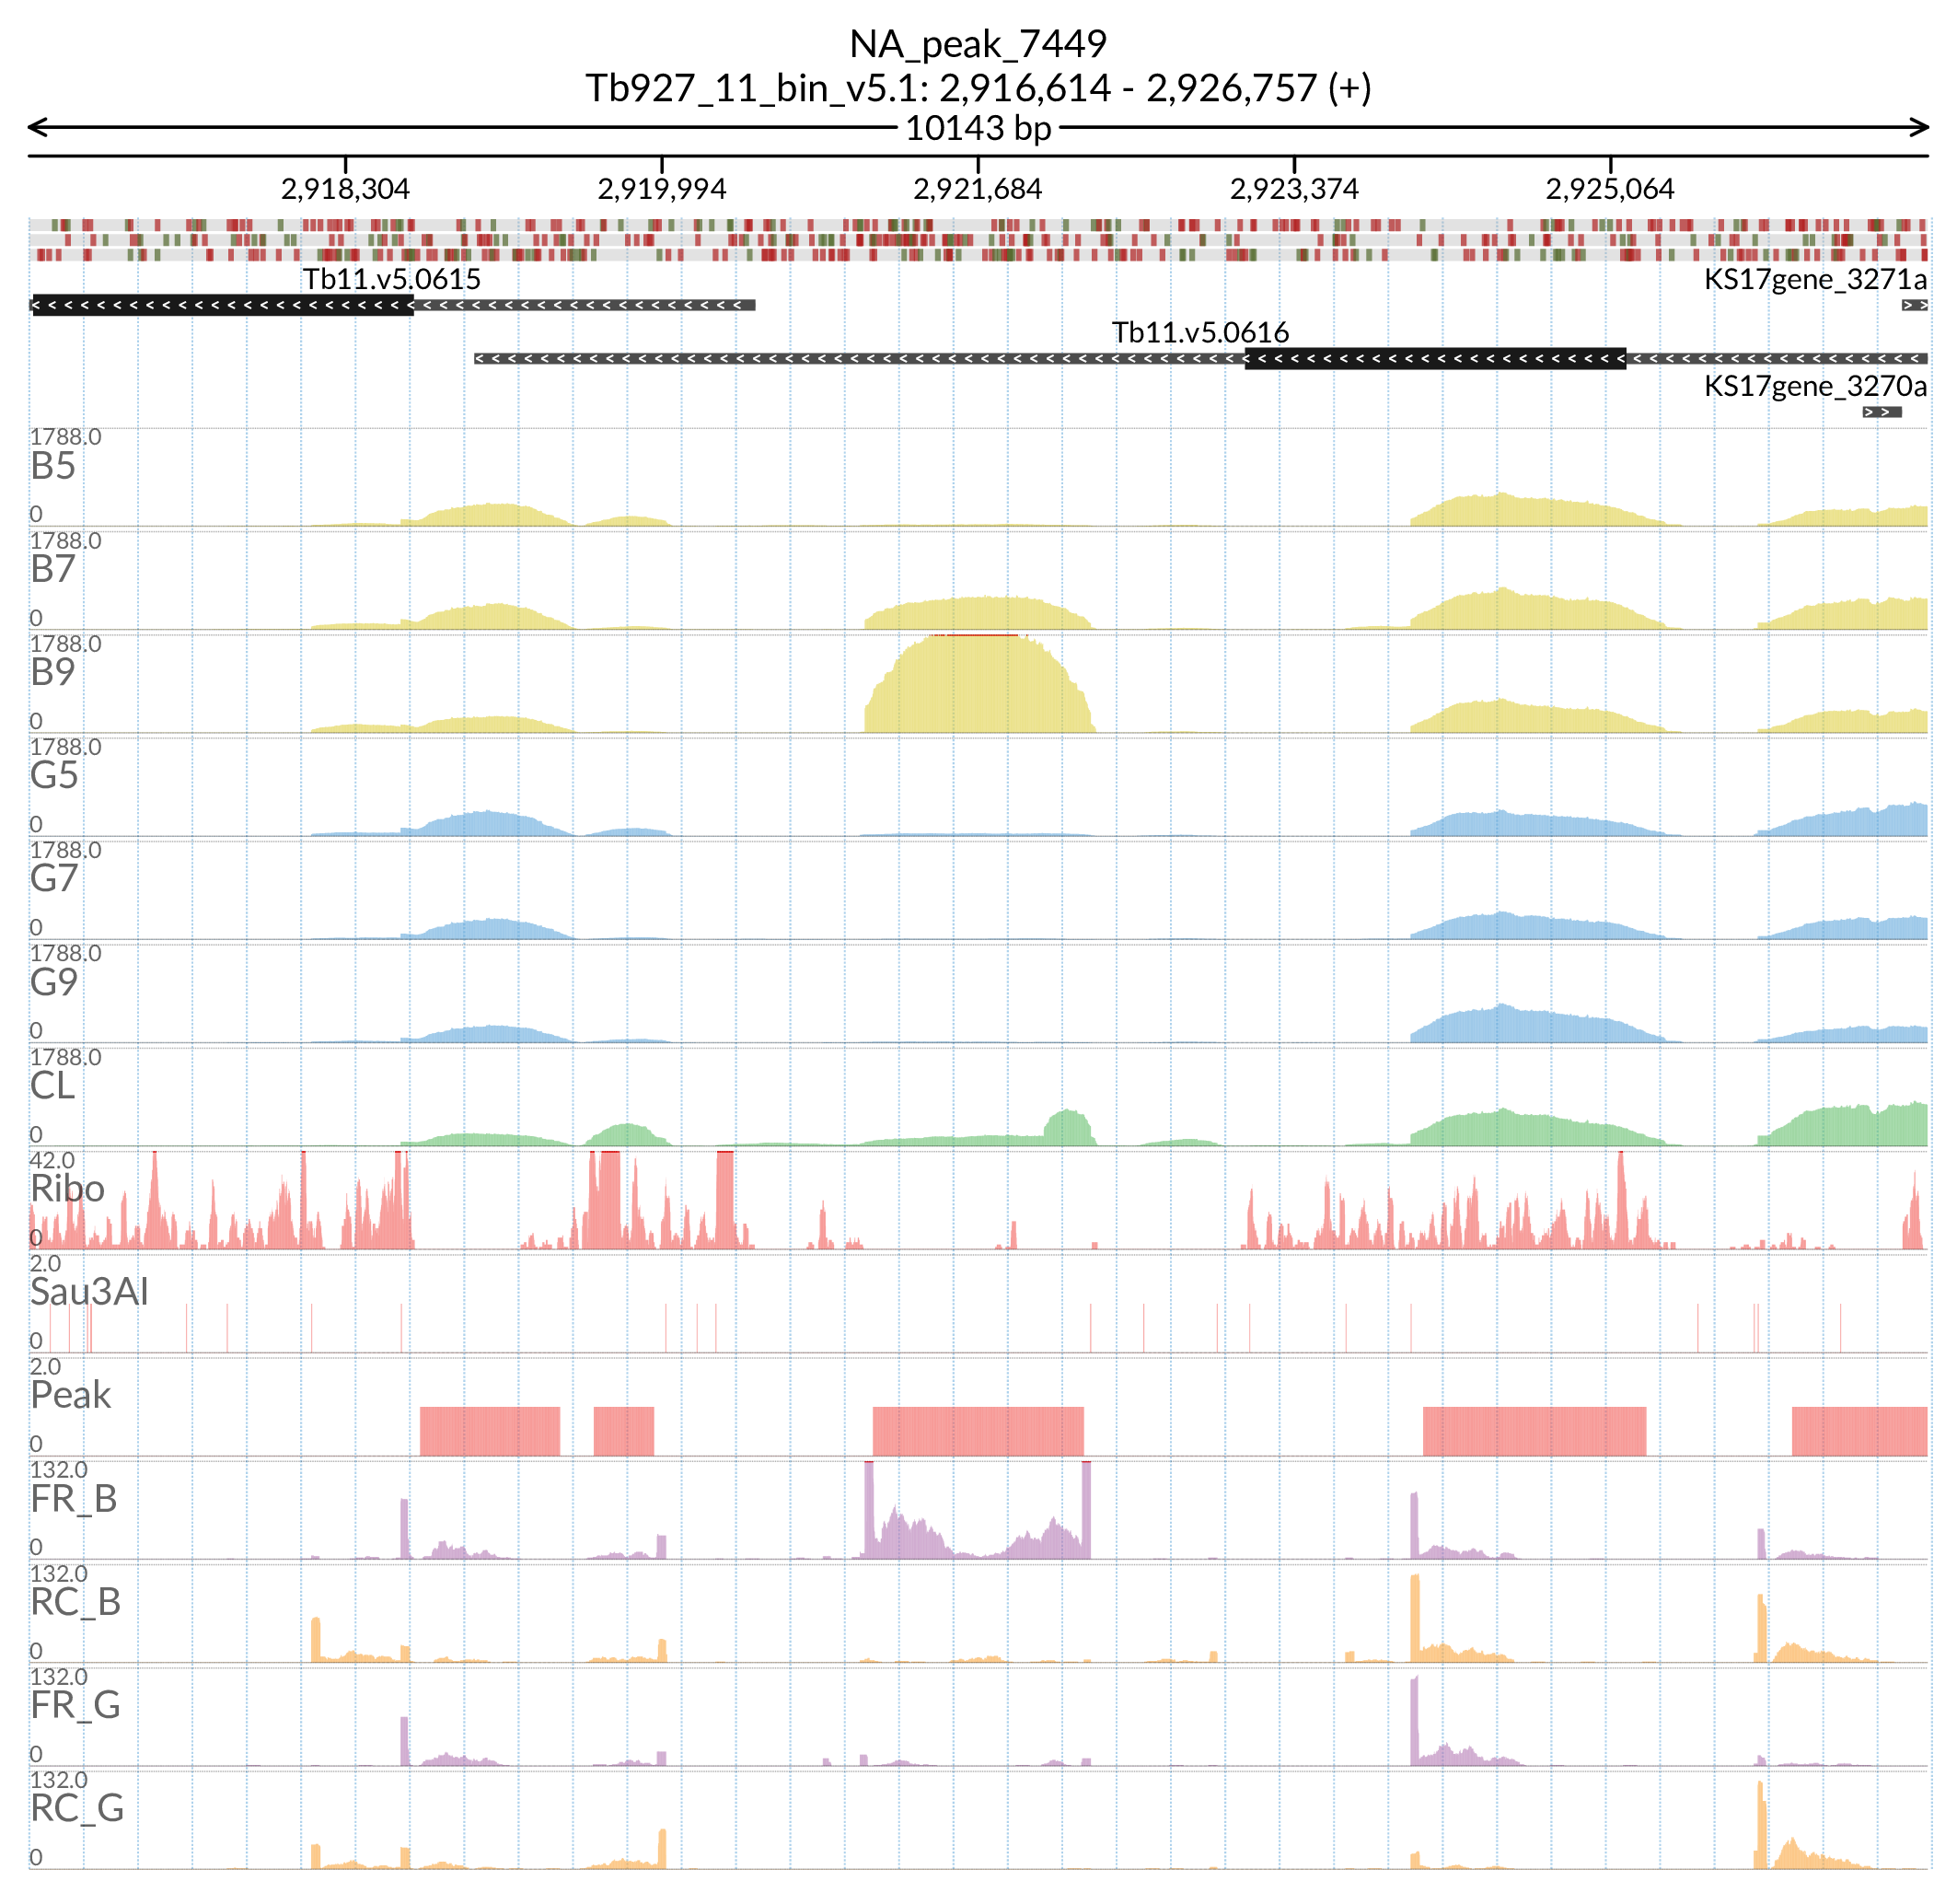 NA_peak_7449
Tb927_11_bin_v5.1: 2,916,614 - 2,926,757 (+)
10143 bp
2,918,304 2,919,994 2,921,684 2,923,374 2,925,064
Tb11.v5.0615 KS17gene_3271a
Tb11.v5.0616
KS17gene_3270a
1788.0
B5
0
1788.0
B7
0
1788.0
B9
0
1788.0
G5
0
1788.0
G7
0
1788.0
G9
0
1788.0
CL
0
42.0
Ribo
0
2.0
Sau3AI
0
2.0
Peak
0
132.0
FR_B
0
132.0
RC_B
0
132.0
FR_G
0
132.0
RC_G
0